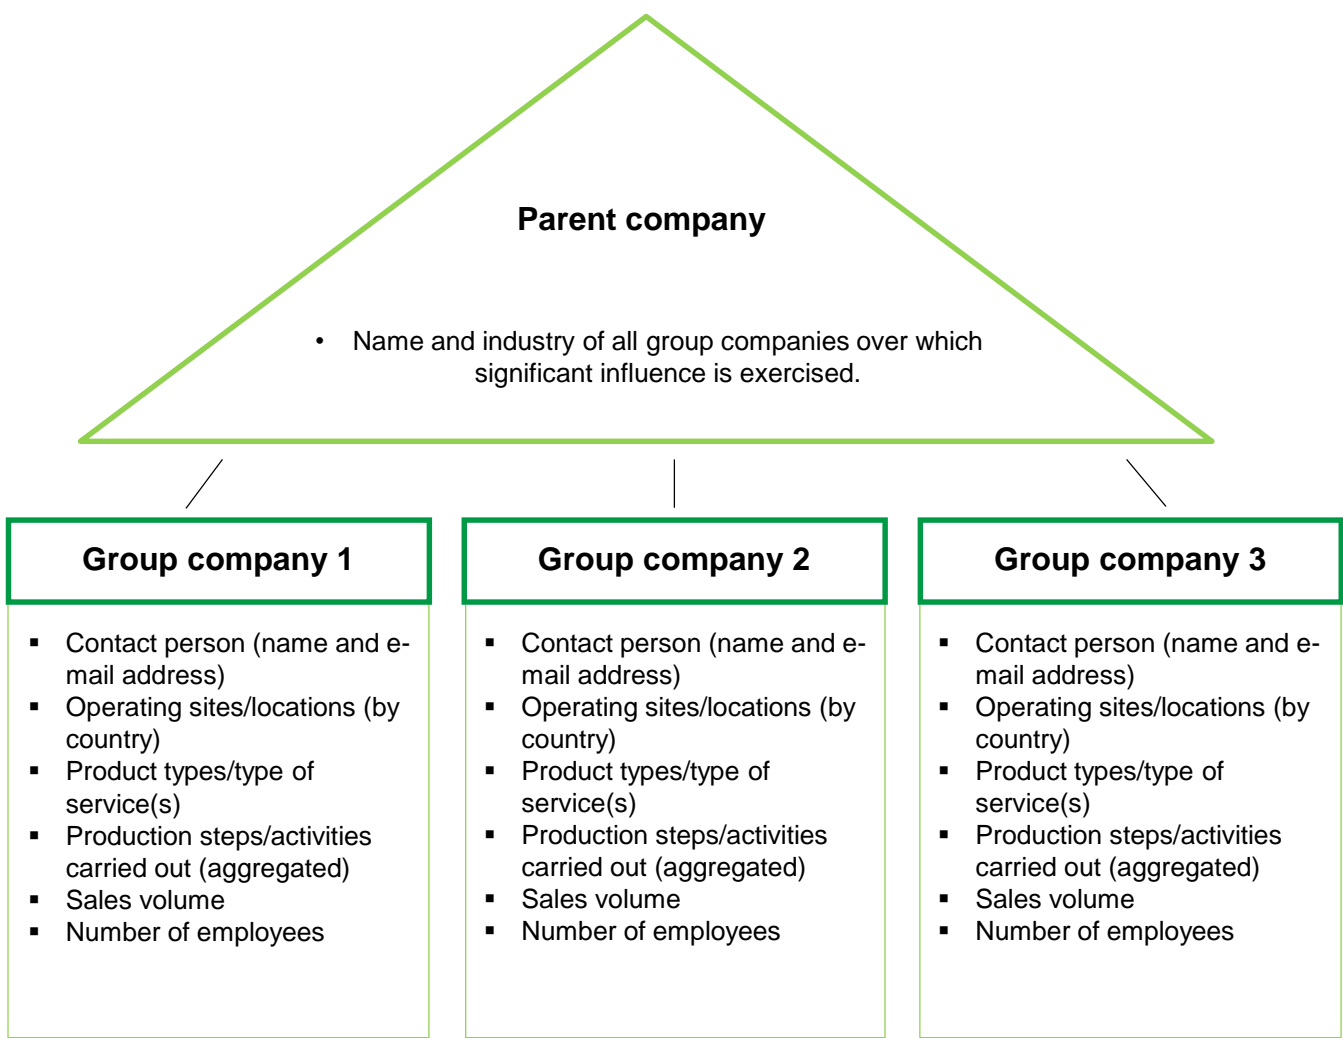 Parent company
• Name and industry of all group companies over which
significant influence is exercised.
Group company 1
▪ Contact person (name and e-
mail address)
▪ Operating sites/locations (by
country)
▪ Product types/type of
service(s)
▪ Production steps/activities
carried out (aggregated)
▪ Sales volume
▪ Number of employees
Group company 2
▪ Contact person (name and e-
mail address)
▪ Operating sites/locations (by
country)
▪ Product types/type of
service(s)
▪ Production steps/activities
carried out (aggregated)
▪ Sales volume
▪ Number of employees
Group company 3
▪ Contact person (name and e-
mail address)
▪ Operating sites/locations (by
country)
▪ Product types/type of
service(s)
▪ Production steps/activities
carried out (aggregated)
▪ Sales volume
▪ Number of employees